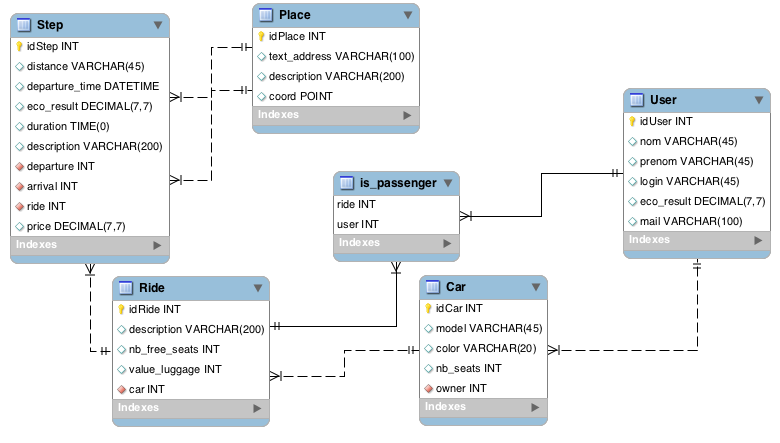 Step
idStep INT
distance VARCHAR(45)
departure_time DATETIME
eco_result DECIMAL(7,7)
duration TIME(0)
description VARCHAR(200)
departure INT
arrival INT
ride INT
price DECIMAL(7,7)
Indexes
Place
idPlace INT
text_address VARCHAR(100)
description VARCHAR(200)
coord POINT
Indexes
User
idUser INT
nom VARCHAR(45)
prenom VARCHAR(45)
login VARCHAR(45)
eco_result DECIMAL(7,7)
mail VARCHAR(100)
Indexes
is_passenger
ride INT
user INT
Indexes
Ride
idRide INT
description VARCHAR(200)
nb_free_seats INT
value_luggage INT
car INT
Indexes
Car
idCar INT
model VARCHAR(45)
color VARCHAR(20)
nb_seats INT
owner INT
Indexes